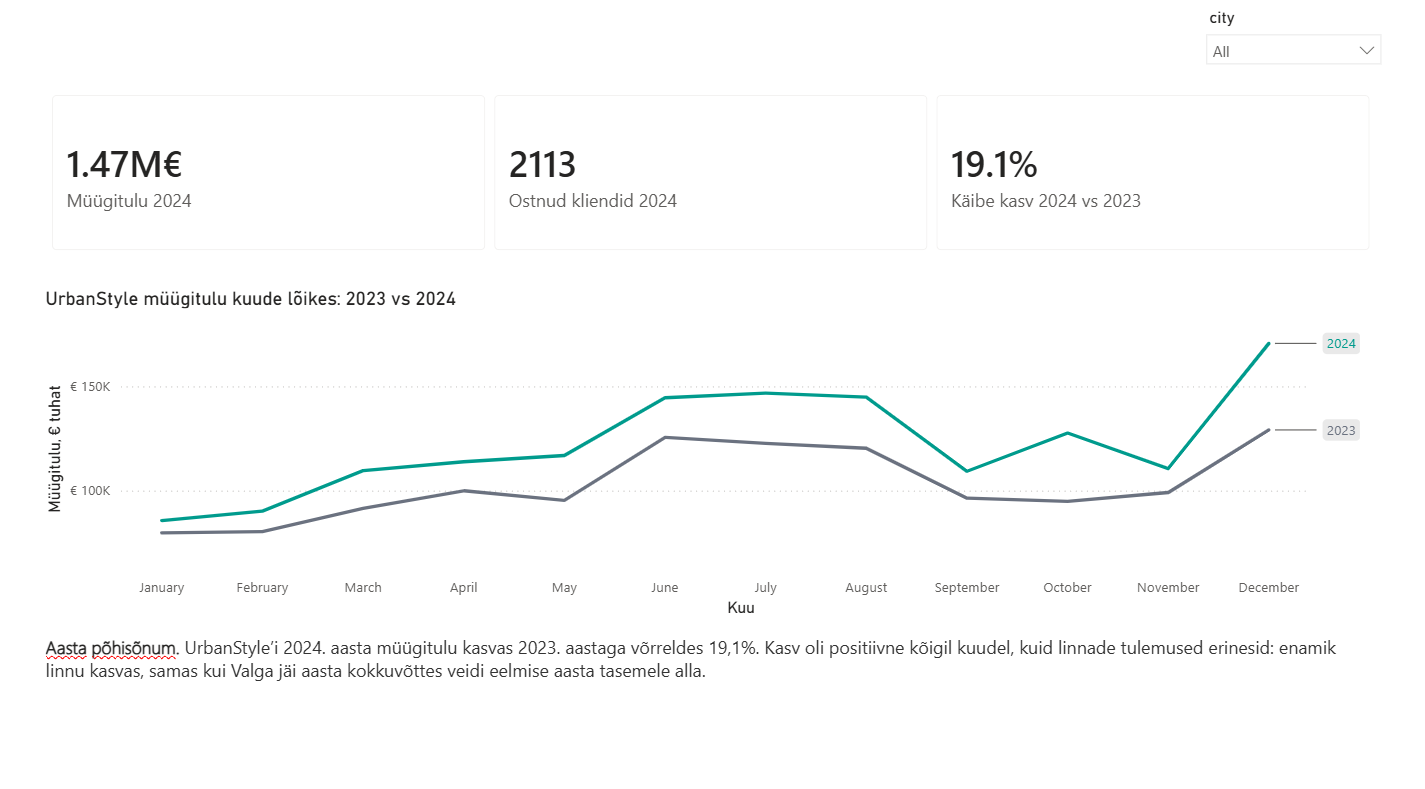 city
All
1.47M€
Müügitulu 2024
2113
Ostnud kliendid 2024
19.1%
Käibe kasv 2024 vs 2023
UrbanStyle müügitulu kuude lõikes: 2023 vs 2024
Müügitulu, € tuhat
€ 150K
€ 100K
2024
2023
January February March April May June July August September October November December
Kuu
Aasta põhisõnum. UrbanStyle’i 2024. aasta müügitulu kasvas 2023. aastaga võrreldes 19,1%. Kasv oli positiivne kõigil kuudel, kuid linnade tulemused erinesid: enamik
linnu kasvas, samas kui Valga jäi aasta kokkuvõttes veidi eelmise aasta tasemele alla.